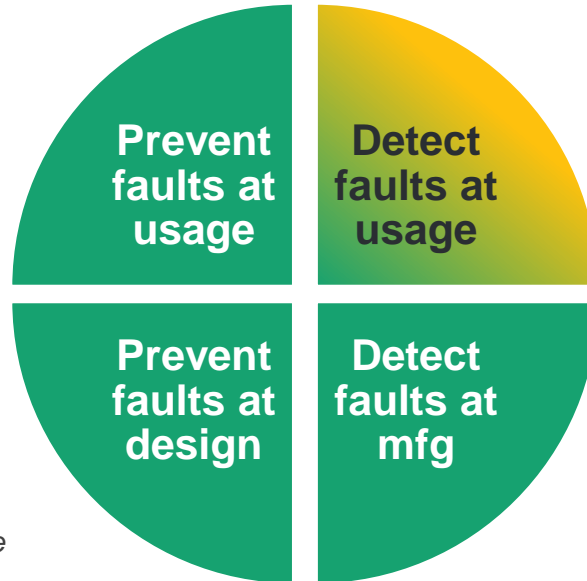 Prevent
faults at
usage
Detect
faults at
usage
Prevent
faults at
design
Detect
faults at
mfg
e